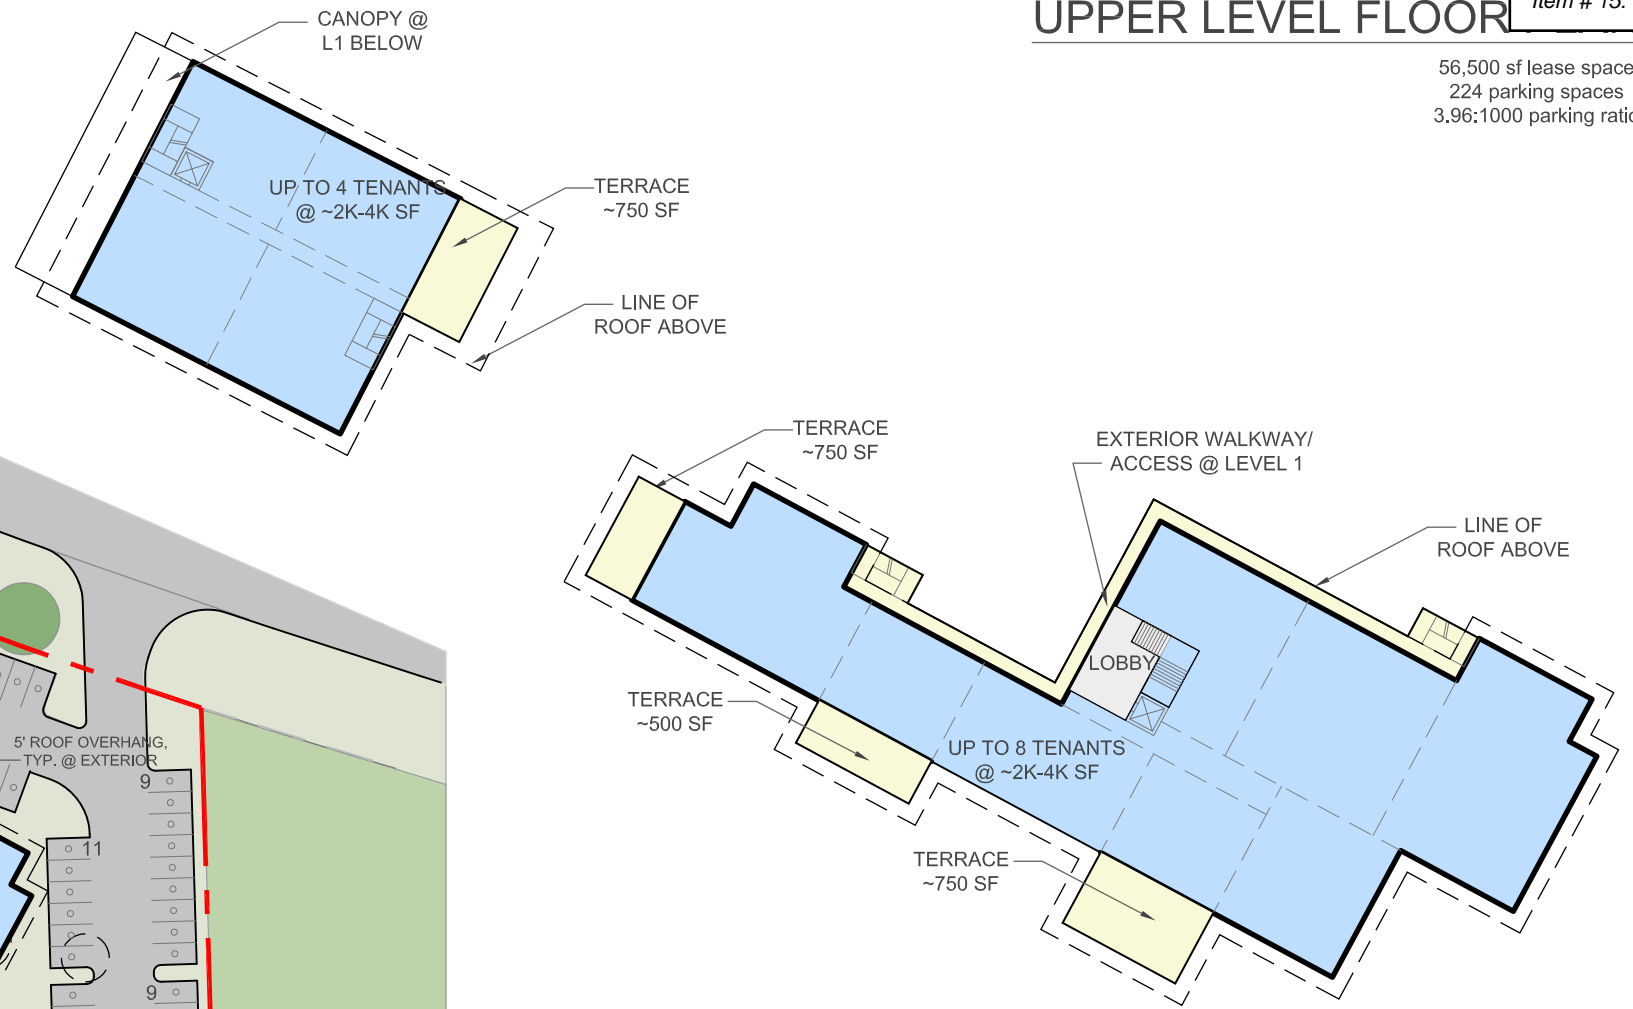 CANOPY @
L1 BELOW
UPPER LEVEL FLOOR
Item # 15.
56,500 sf lease space
224 parking spaces
3.96:1000 parking ratio
UP TO 4 TENANTS
@ ~2K-4K SF
TERRACE
~750 SF
LINE OF
ROOF ABOVE
TERRACE
~750 SF
EXTERIOR WALKWAY/
ACCESS @ LEVEL 1
LINE OF
ROOF ABOVE
LOBBY
TERRACE
~500 SF
UP TO 8 TENANTS
@ ~2K-4K SF
TERRACE
~750 SF
5' ROOF OVERHANG,
TYP. @ EXTERIOR
9
11
9